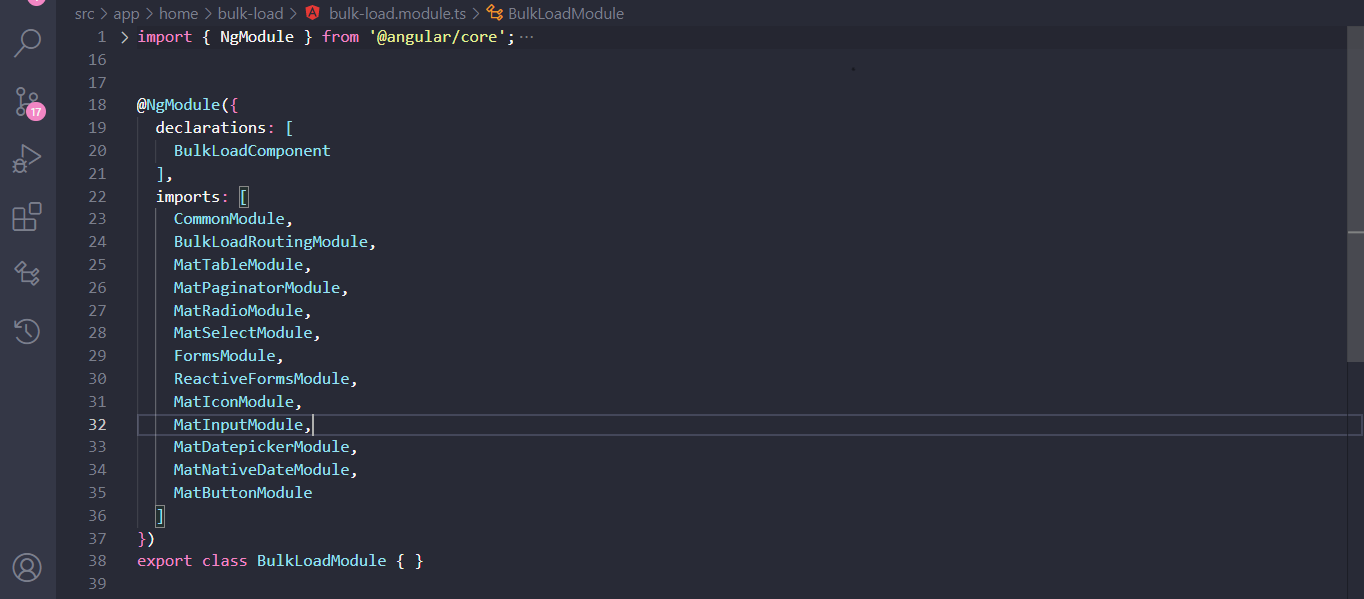 src > app > home > bulk-load > bulk-load.module.ts > BulkLoadModule
1 > import { NgModule } from '@angular/core'; ···
16
17
18 @NgModule({
19 declarations: [
20 BulkLoadComponent
21 ],
22 imports: [
23 CommonModule,
24 BulkLoadRoutingModule,
25 MatTableModule,
26 MatPaginatorModule,
27 MatRadioModule,
28 MatSelectModule,
29 FormsModule,
30 ReactiveFormsModule,
31 MatIconModule,
32 MatInputModule,
33 MatDatepickerModule,
34 MatNativeDateModule,
35 MatButtonModule
36 ]
37 })
38 export class BulkLoadModule { }
39
17